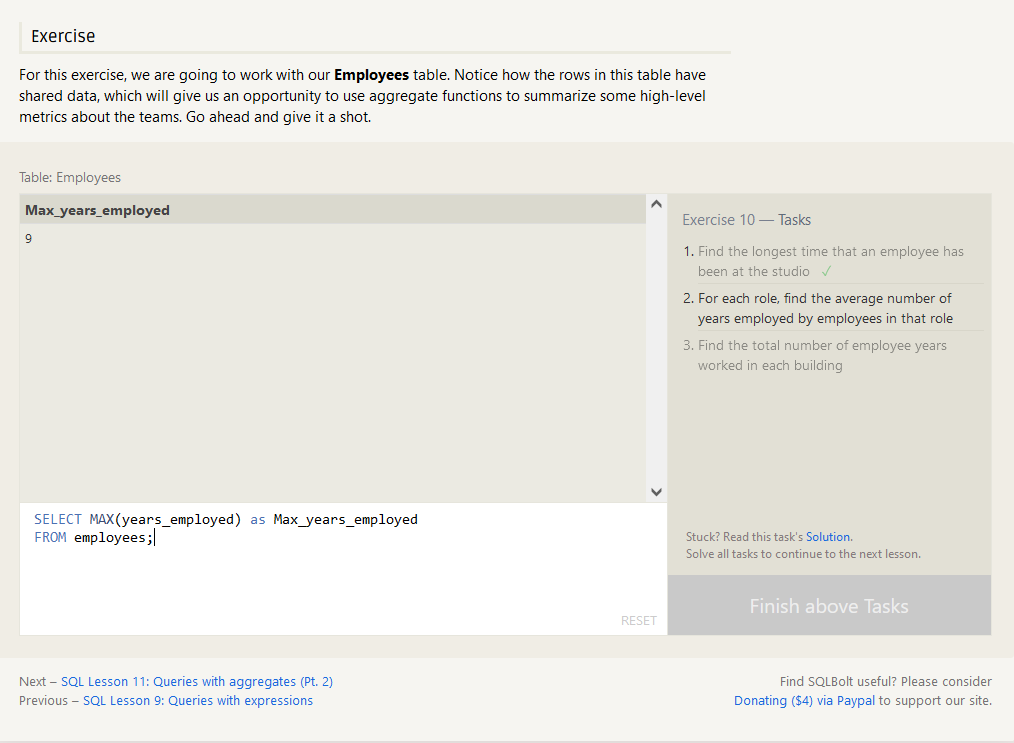 Exercise
For this exercise, we are going to work with our Employees table. Notice how the rows in this table have
shared data, which will give us an opportunity to use aggregate functions to summarize some high-level
metrics about the teams. Go ahead and give it a shot.
Table: Employees
Max_years_employed
9
SELECT MAX(years_employed) as Max_years_employed
FROM employees;
RESET
Exercise 10 — Tasks
1. Find the longest time that an employee has
been at the studio ✓
2. For each role, find the average number of
years employed by employees in that role
3. Find the total number of employee years
worked in each building
Stuck? Read this task's Solution.
Solve all tasks to continue to the next lesson.
Finish above Tasks
Next – SQL Lesson 11: Queries with aggregates (Pt. 2)
Previous – SQL Lesson 9: Queries with expressions
Find SQLBolt useful? Please consider
Donating ($4) via Paypal to support our site.